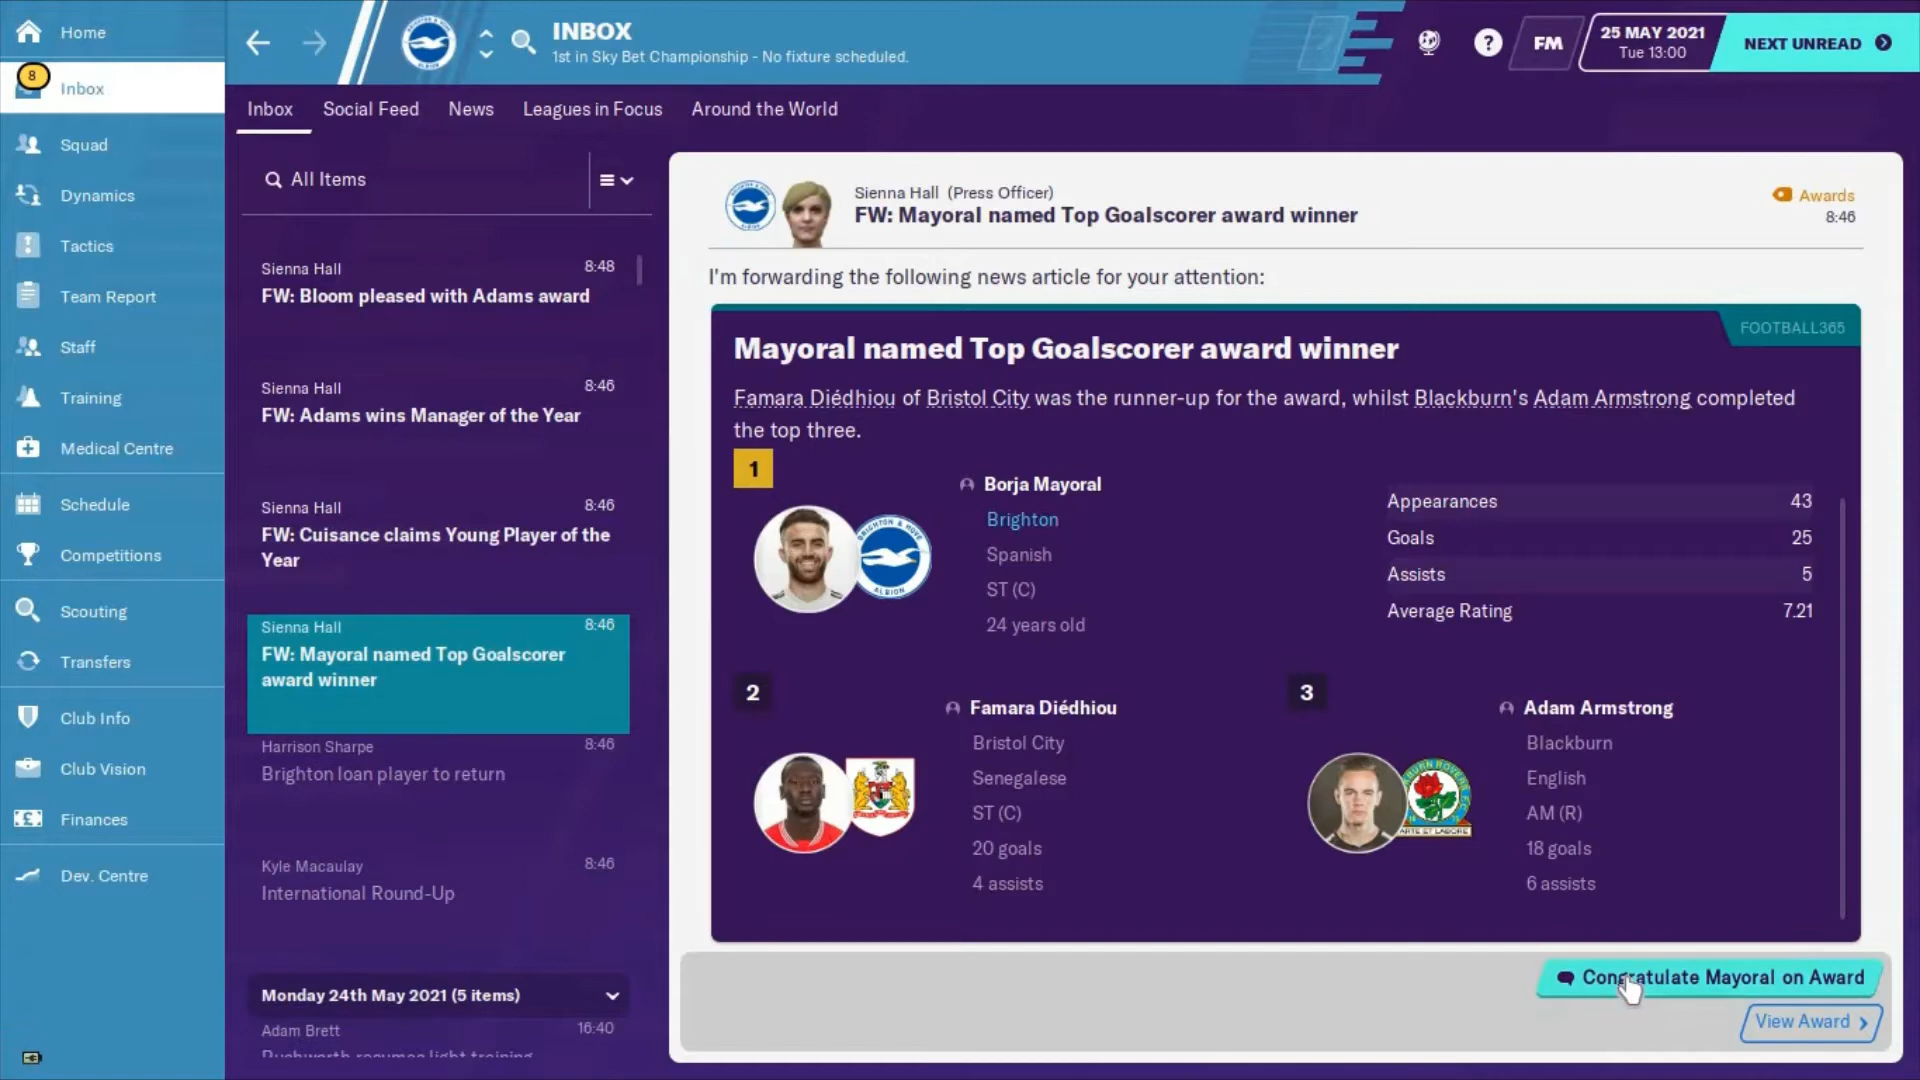 Home
8
Inbox
Squad
Dynamics
Tactics
Team Report
Staff
Training
Medical Centre
Schedule
Competitions
Scouting
Transfers
Club Info
Club Vision
Finances
Dev. Centre
INBOX
1st in Sky Bet Championship - No fixture scheduled.
?
FM
25 MAY 2021
Tue 13:00
NEXT UNREAD
Inbox
Social Feed
News
Leagues in Focus
Around the World
All Items
Sienna Hall 8:48
FW: Bloom pleased with Adams award
Sienna Hall 8:46
FW: Adams wins Manager of the Year
Sienna Hall 8:46
FW: Cuisance claims Young Player of the
Year
Sienna Hall 8:46
FW: Mayoral named Top Goalscorer
award winner
Harrison Sharpe 8:46
Brighton loan player to return
Kyle Macaulay 8:46
International Round-Up
Monday 24th May 2021 (5 items)
Adam Brett 16:40
Rushworth resumes light training
Sienna Hall (Press Officer)
FW: Mayoral named Top Goalscorer award winner
Awards
8:46
I'm forwarding the following news article for your attention:
FOOTBALL365
Mayoral named Top Goalscorer award winner
Famara Diédhiou of Bristol City was the runner-up for the award, whilst Blackburn's Adam Armstrong completed
the top three.
1
BRIGHTON & HOVE
ALBION
Borja Mayoral
Brighton
Spanish
ST (C)
24 years old
Appearances 43
Goals 25
Assists 5
Average Rating 7.21
2
Famara Diédhiou
Bristol City
Senegalese
ST (C)
20 goals
4 assists
3
ARTE ET LABORE
Adam Armstrong
Blackburn
English
AM (R)
18 goals
6 assists
Congratulate Mayoral on Award
View Award